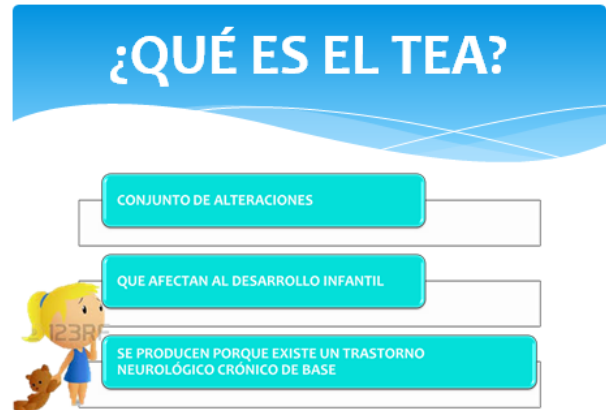 ¿QUÉ ES EL TEA?
CONJUNTO DE ALTERACIONES
QUE AFECTAN AL DESARROLLO INFANTIL
SE PRODUCEN PORQUE EXISTE UN TRASTORNO
NEUROLÓGICO CRÓNICO DE BASE
123RF